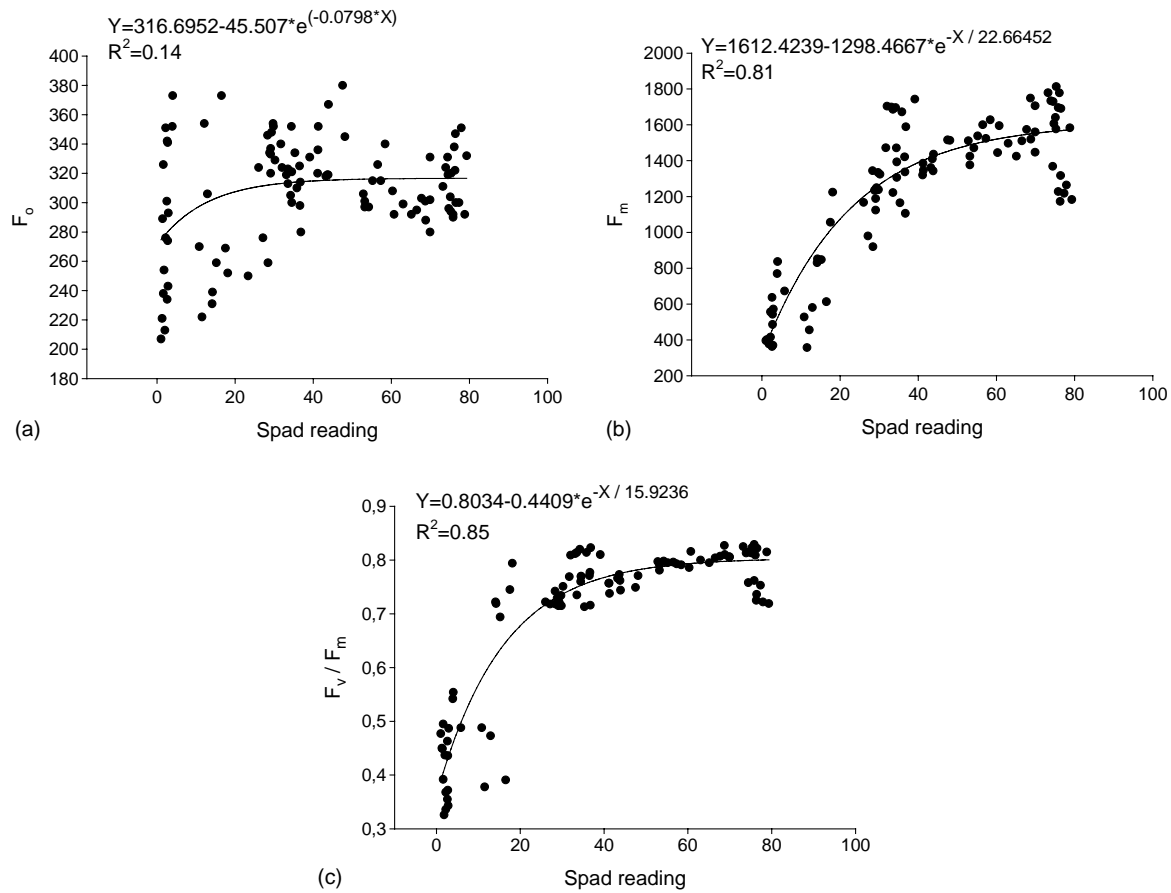 Y=316.6952-45.507*e(-0.0798*X)
R2=0.14
400
380
360
340
320
300
280
260
240
220
200
180
Fo
0 20 40 60 80 100
Spad reading
(a)
Y=1612.4239-1298.4667*e-X / 22.66452
R2=0.81
2000
1800
1600
1400
1200
1000
800
600
400
200
Fm
0 20 40 60 80 100
Spad reading
(b)
Y=0.8034-0.4409*e-X / 15.9236
R2=0.85
0,9
0,8
0,7
0,6
0,5
0,4
0,3
Fv / Fm
0 20 40 60 80 100
Spad reading
(c)